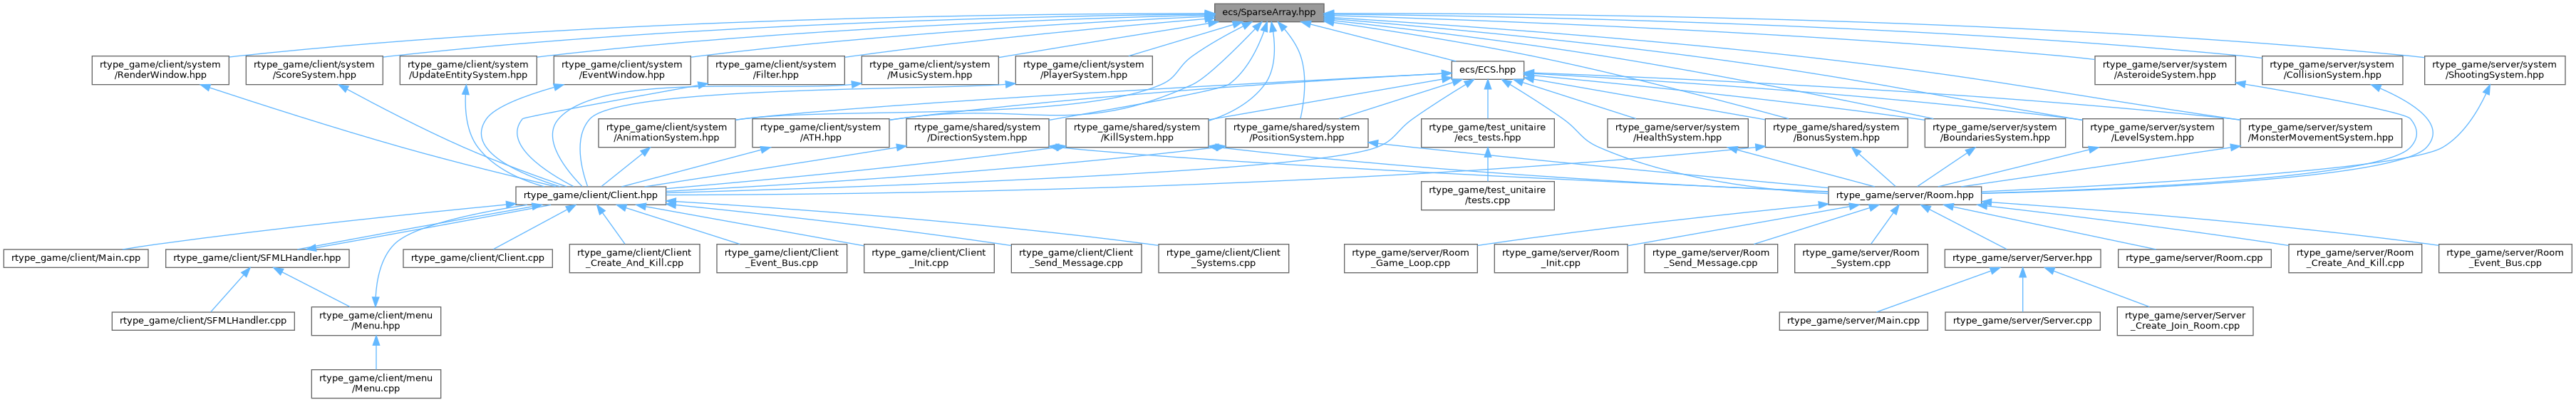 ecs/SparseArray.hpp
rtype_game/client/system
/RenderWindow.hpp
rtype_game/client/system
/ScoreSystem.hpp
rtype_game/client/system
/UpdateEntitySystem.hpp
rtype_game/client/system
/EventWindow.hpp
rtype_game/client/system
/Filter.hpp
rtype_game/client/system
/MusicSystem.hpp
rtype_game/client/system
/PlayerSystem.hpp
ecs/ECS.hpp
rtype_game/server/system
/AsteroideSystem.hpp
rtype_game/server/system
/CollisionSystem.hpp
rtype_game/server/system
/ShootingSystem.hpp
rtype_game/client/system
/AnimationSystem.hpp
rtype_game/client/system
/ATH.hpp
rtype_game/shared/system
/DirectionSystem.hpp
rtype_game/shared/system
/KillSystem.hpp
rtype_game/shared/system
/PositionSystem.hpp
rtype_game/test_unitaire
/ecs_tests.hpp
rtype_game/server/system
/HealthSystem.hpp
rtype_game/shared/system
/BonusSystem.hpp
rtype_game/server/system
/BoundariesSystem.hpp
rtype_game/server/system
/LevelSystem.hpp
rtype_game/server/system
/MonsterMovementSystem.hpp
rtype_game/client/Client.hpp
rtype_game/test_unitaire
/tests.cpp
rtype_game/server/Room.hpp
rtype_game/client/Main.cpp
rtype_game/client/SFMLHandler.hpp
rtype_game/client/Client.cpp
rtype_game/client/Client
_Create_And_Kill.cpp
rtype_game/client/Client
_Event_Bus.cpp
rtype_game/client/Client
_Init.cpp
rtype_game/client/Client
_Send_Message.cpp
rtype_game/client/Client
_Systems.cpp
rtype_game/server/Room
_Game_Loop.cpp
rtype_game/server/Room
_Init.cpp
rtype_game/server/Room
_Send_Message.cpp
rtype_game/server/Room
_System.cpp
rtype_game/server/Server.hpp
rtype_game/server/Room.cpp
rtype_game/server/Room
_Create_And_Kill.cpp
rtype_game/server/Room
_Event_Bus.cpp
rtype_game/client/SFMLHandler.cpp
rtype_game/client/menu
/Menu.hpp
rtype_game/server/Main.cpp
rtype_game/server/Server.cpp
rtype_game/server/Server
_Create_Join_Room.cpp
rtype_game/client/menu
/Menu.cpp